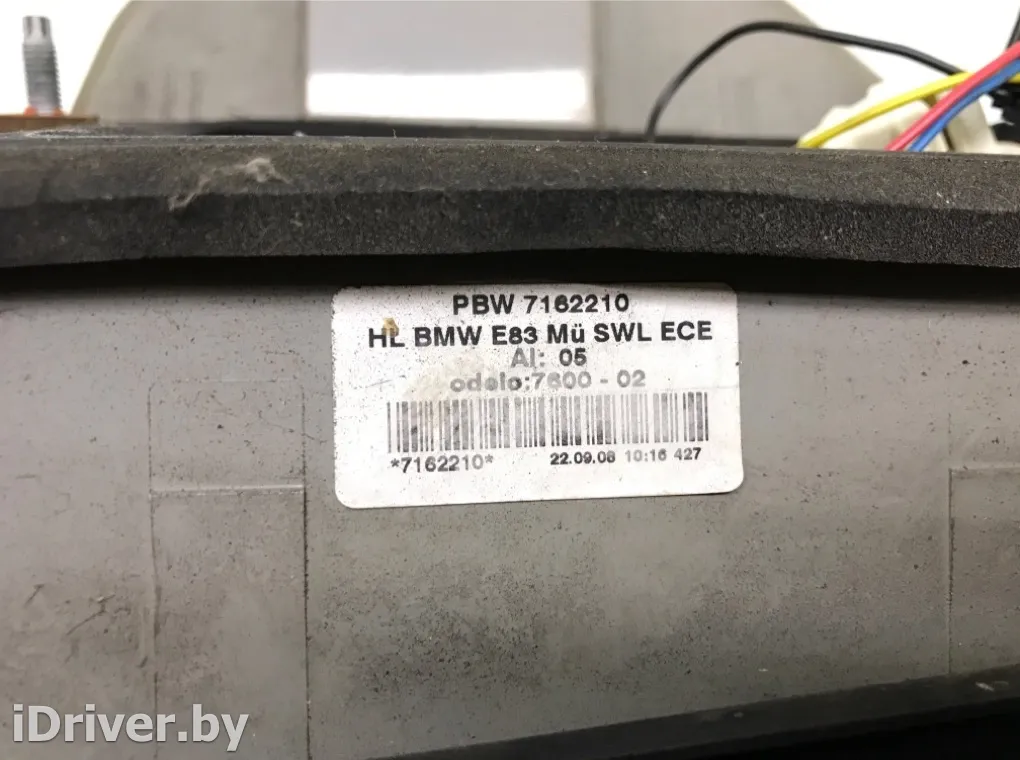 PBW 7162210
HL BMW E83 Mü SWL ECE
AI: 05
odelo:7600 - 02
*7162210* 22.09.08 10:16 427
iDriver.by